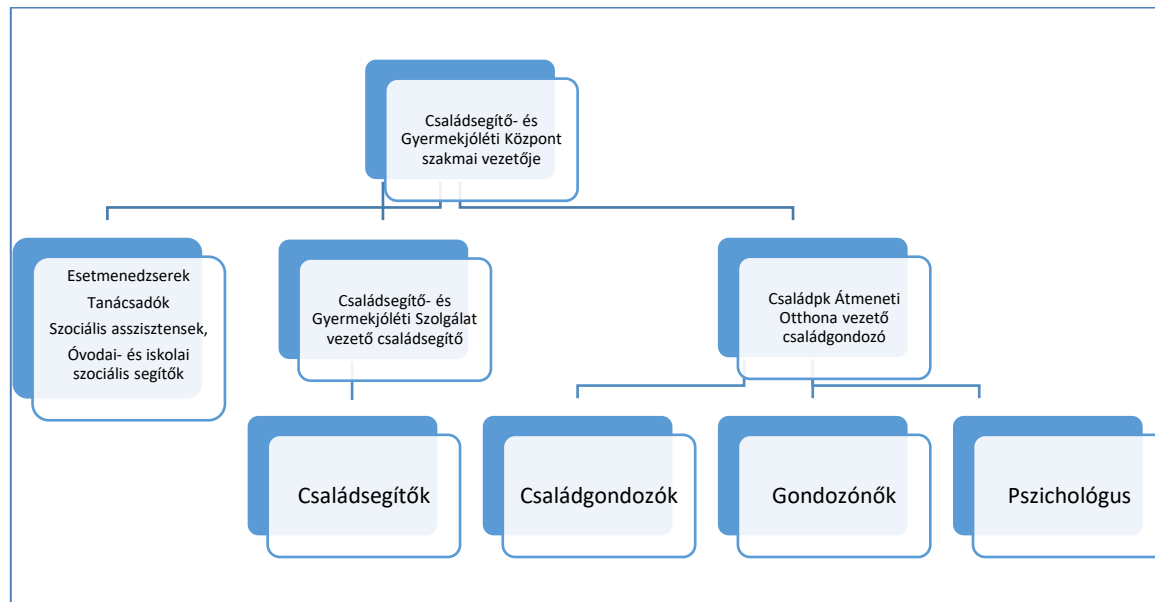 Családsegítő- és
Gyermekjóléti Központ
szakmai vezetője
Esetmenedzserek
Tanácsadók
Szociális asszisztensek,
Óvodai- és iskolai
szociális segítők
Családsegítő- és
Gyermekjóléti Szolgálat
vezető családsegítő
Családpk Átmeneti
Otthona vezető
családgondozó
Családsegítők
Családgondozók
Gondozónők
Pszichológus